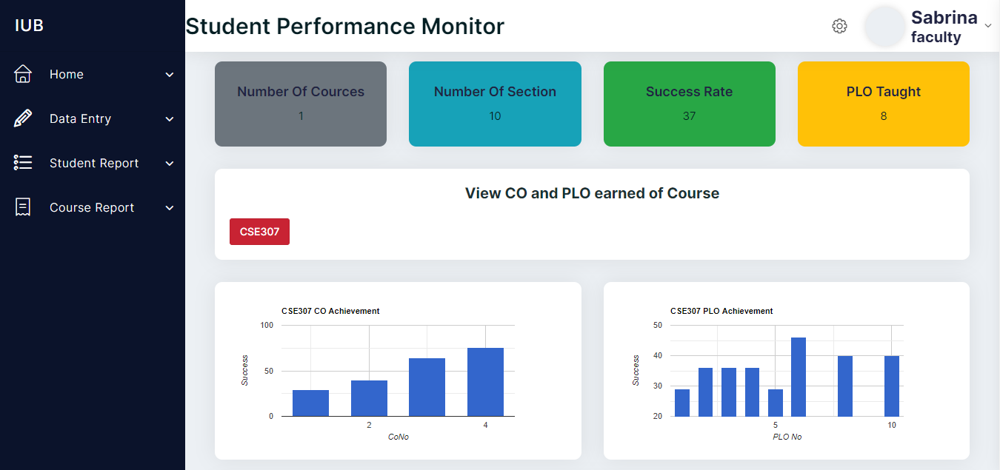 IUB
Student Performance Monitor
Sabrina
faculty
Home
Data Entry
Student Report
Course Report
Number Of Cources
1
Number Of Section
10
Success Rate
37
PLO Taught
8
View CO and PLO earned of Course
CSE307
CSE307 CO Achievement
100
50
0
Success
2
4
CoNo
CSE307 PLO Achievement
50
40
30
20
Success
5
10
PLO No